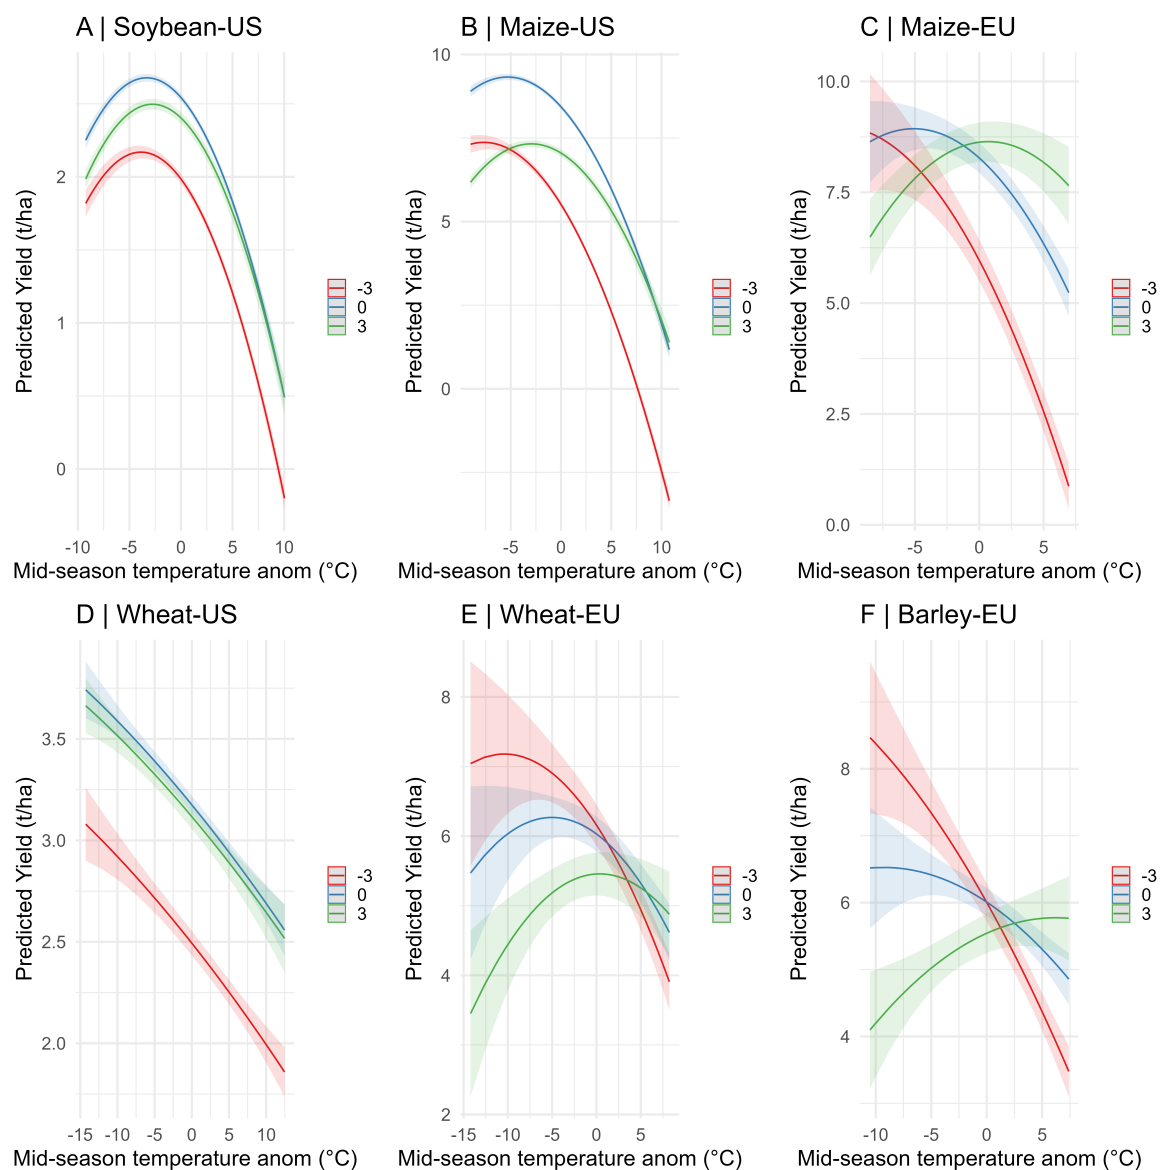 A | Soybean-US
Predicted Yield (t/ha)
2
1
0
-10 -5 0 5 10
Mid-season temperature anom (°C)
-3
0
3
B | Maize-US
Predicted Yield (t/ha)
10
5
0
-5 0 5 10
Mid-season temperature anom (°C)
-3
0
3
C | Maize-EU
Predicted Yield (t/ha)
10.0
7.5
5.0
2.5
0.0
-5 0 5
Mid-season temperature anom (°C)
-3
0
3
D | Wheat-US
Predicted Yield (t/ha)
3.5
3.0
2.5
2.0
-15 -10 -5 0 5 10
Mid-season temperature anom (°C)
-3
0
3
E | Wheat-EU
Predicted Yield (t/ha)
8
6
4
2
-15 -10 -5 0 5
Mid-season temperature anom (°C)
-3
0
3
F | Barley-EU
Predicted Yield (t/ha)
8
6
4
-10 -5 0 5
Mid-season temperature anom (°C)
-3
0
3